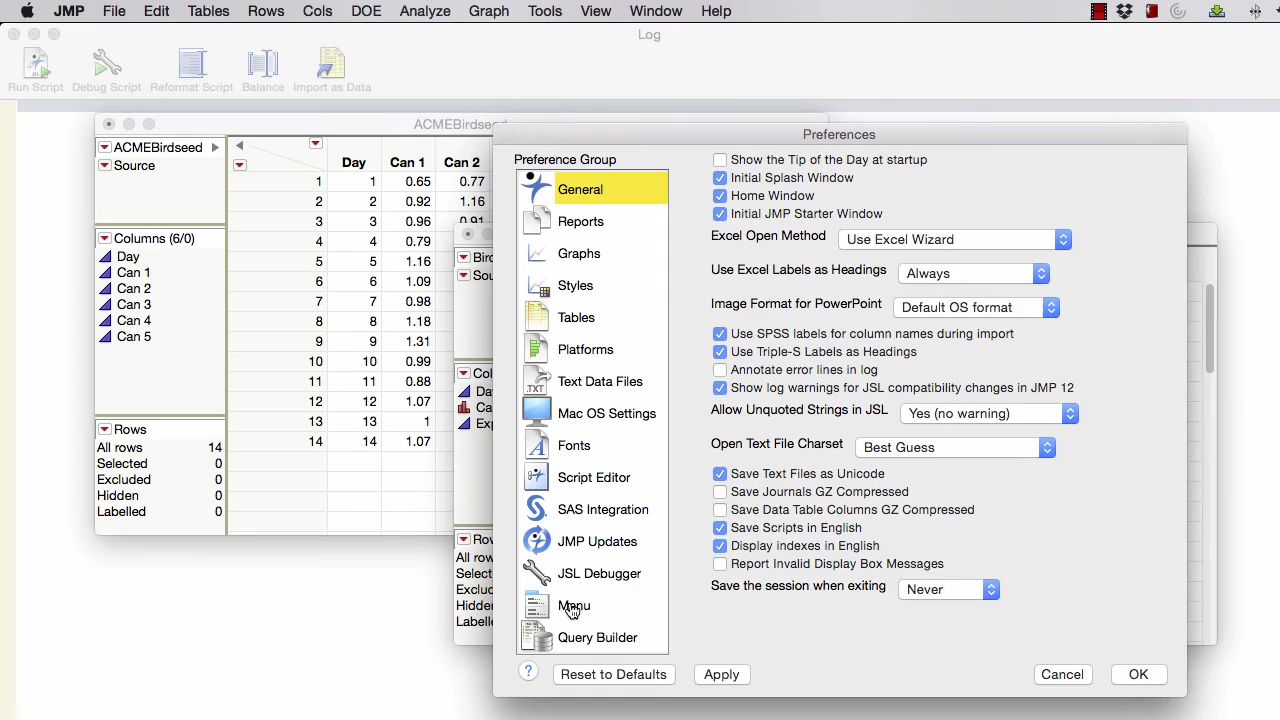 JMP File Edit Tables Rows Cols DOE Analyze Graph Tools View Window Help
Log
Run Script Debug Script Reformat Script Balance Import as Data
ACMEBirdseed
ACMEBirdseed
Source
Columns (6/0)
Day
Can 1
Can 2
Can 3
Can 4
Can 5
Rows
All rows 14
Selected 0
Excluded 0
Hidden 0
Labelled 0
Day Can 1 Can 2
1 1 0.65 0.77
2 2 0.92 1.16
3 3 0.96 0.91
4 4 0.79
5 5 1.16
6 6 1.09
7 7 0.98
8 8 1.18
9 9 1.31
10 10 0.99
11 11 0.88
12 12 1.07
13 13 1
14 14 1.07
All row
Preferences
Preference Group
General
Reports
Graphs
Styles
Tables
Platforms
Text Data Files
.TXT
Mac OS Settings
Fonts
Script Editor
SAS Integration
JMP Updates
JSL Debugger
Menu
Query Builder
Show the Tip of the Day at startup
Initial Splash Window
Home Window
Initial JMP Starter Window
Excel Open Method Use Excel Wizard
Use Excel Labels as Headings Always
Image Format for PowerPoint Default OS format
Use SPSS labels for column names during import
Use Triple-S Labels as Headings
Annotate error lines in log
Show log warnings for JSL compatibility changes in JMP 12
Allow Unquoted Strings in JSL Yes (no warning)
Open Text File Charset Best Guess
Save Text Files as Unicode
Save Journals GZ Compressed
Save Data Table Columns GZ Compressed
Save Scripts in English
Display indexes in English
Report Invalid Display Box Messages
Save the session when exiting Never
? Reset to Defaults Apply Cancel OK